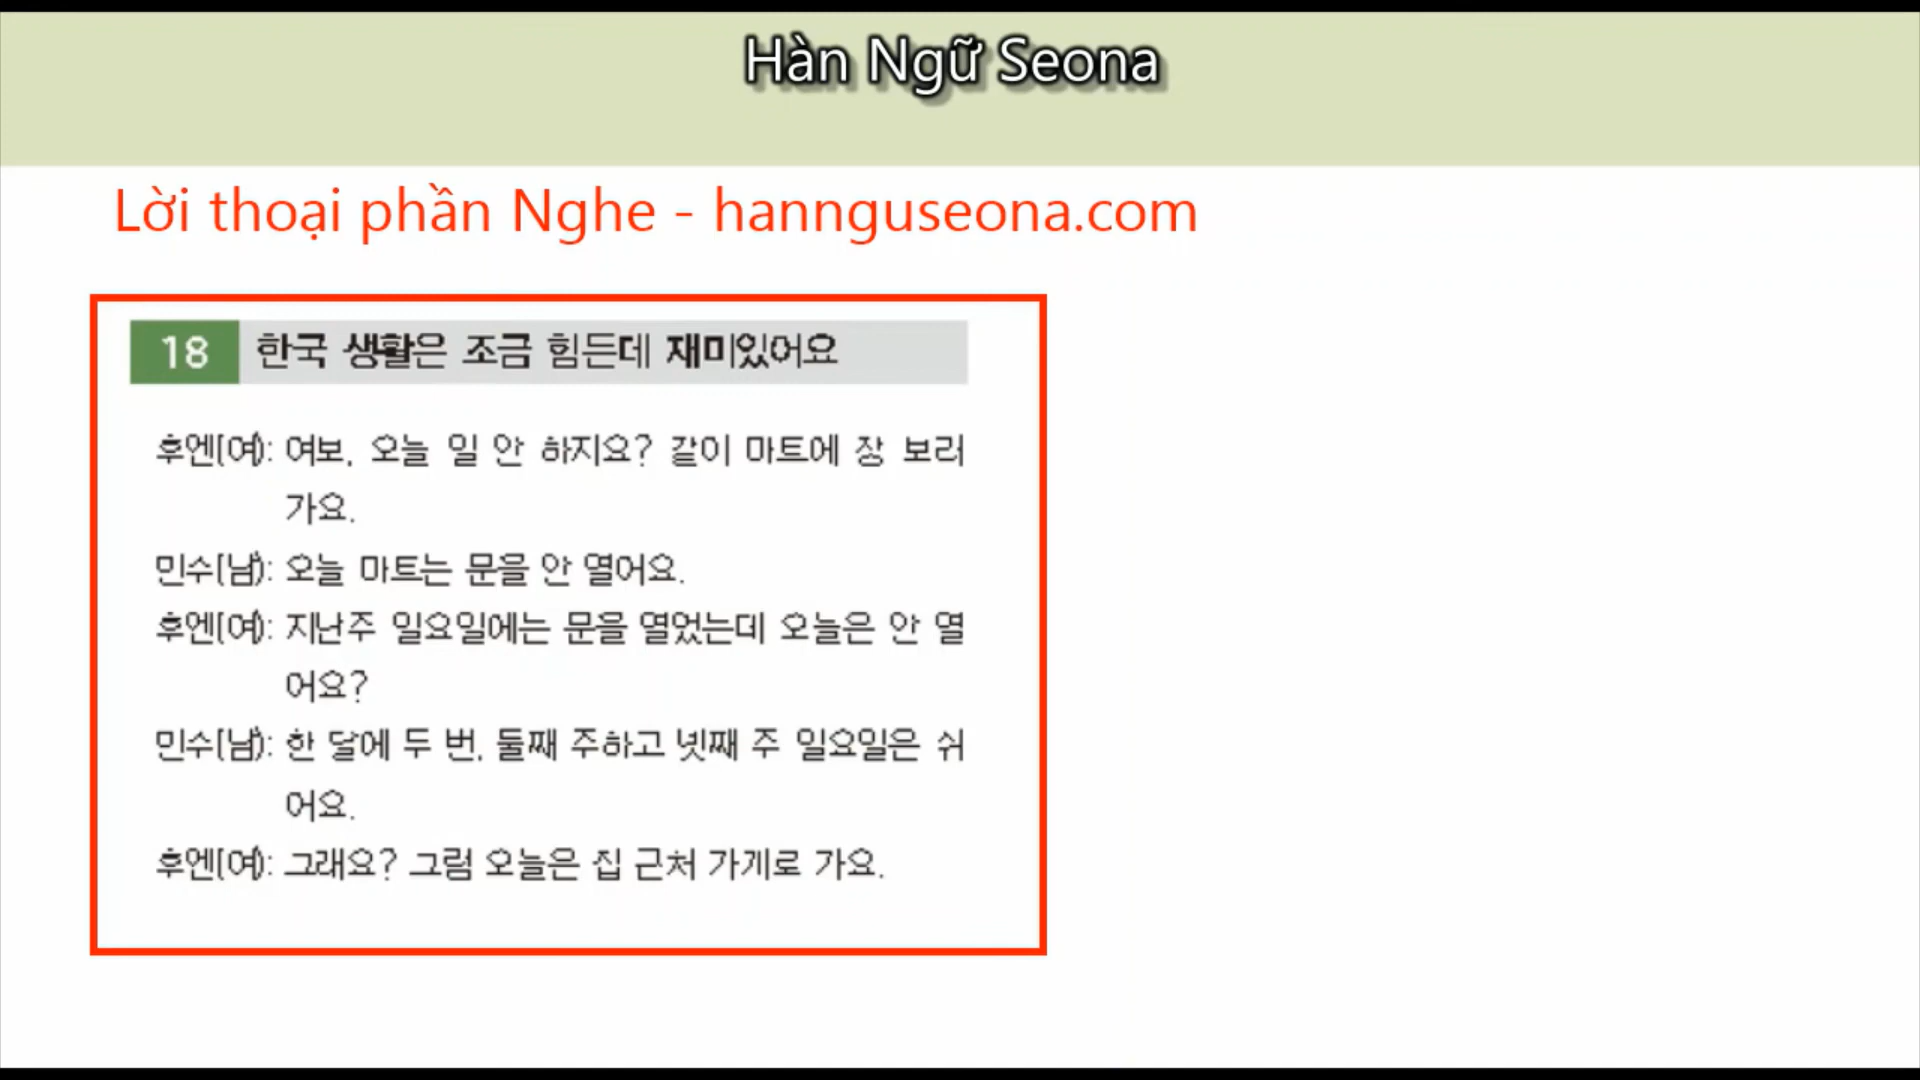 Hàn Ngữ Seona
Lời thoại phần Nghe - hannguseona.com
18 한국 생활은 조금 힘든데 재미있어요
후엔(여): 여보, 오늘 일 안 하지요? 같이 마트에 장 보러
가요.
민수(남): 오늘 마트는 문을 안 열어요.
후엔(여): 지난주 일요일에는 문을 열었는데 오늘은 안 열
어요?
민수(남): 한 달에 두 번, 둘째 주하고 넷째 주 일요일은 쉬
어요.
후엔(여): 그래요? 그럼 오늘은 집 근처 가게로 가요.